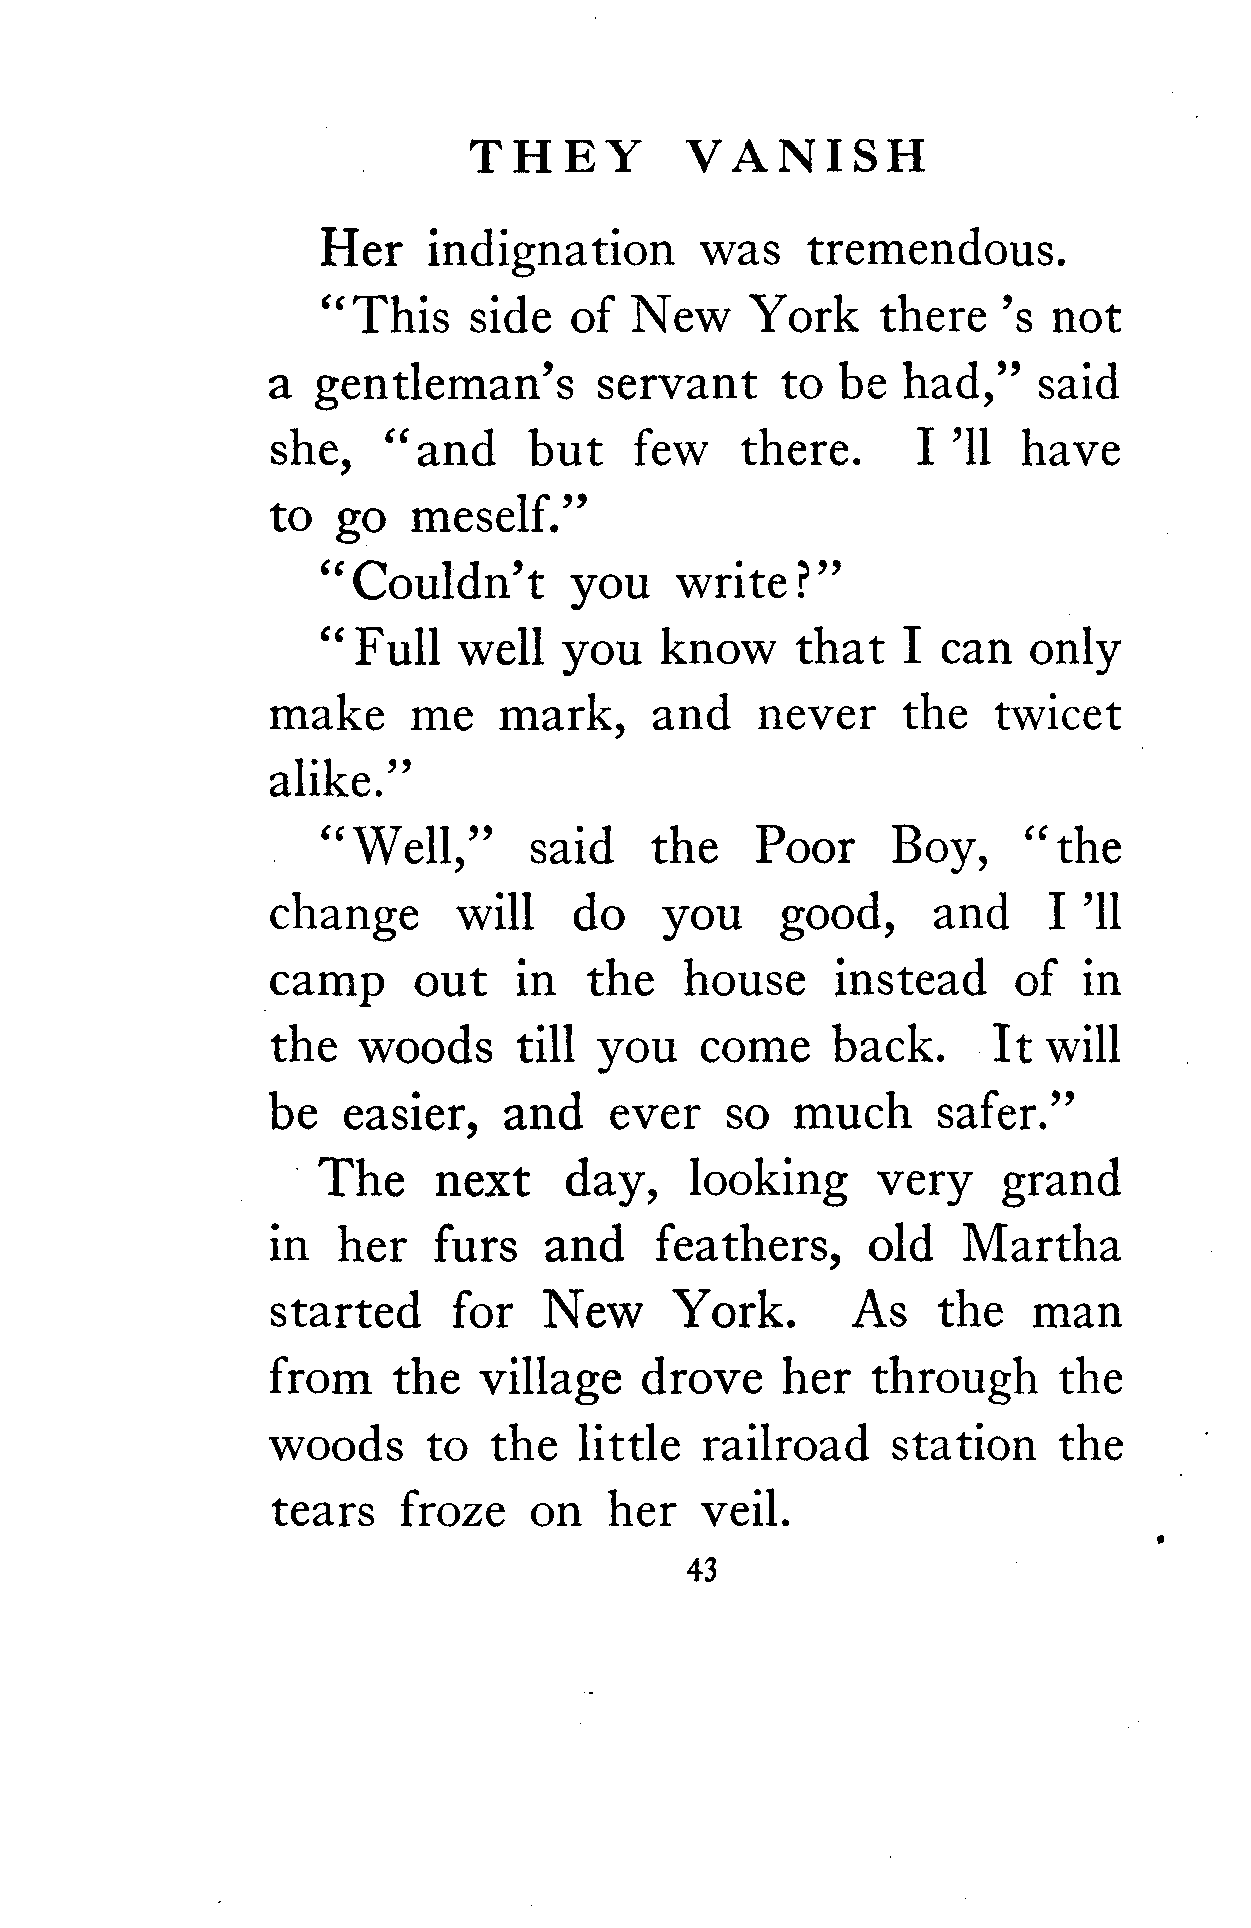 THEY VANISH
Her indignation was tremendous.
“This side of New York there ’s not
a gentleman’s servant to be had,” said
she, “and but few there. I ’ll have
to go meself.”
“Couldn’t you write?”
“Full well you know that I can only
make me mark, and never the twicet
alike.”
“Well,” said the Poor Boy, “the
change will do you good, and I ’ll
camp out in the house instead of in
the woods till you come back. It will
be easier, and ever so much safer.”
The next day, looking very grand
in her furs and feathers, old Martha
started for New York. As the man
from the village drove her through the
woods to the little railroad station the
tears froze on her veil.
43